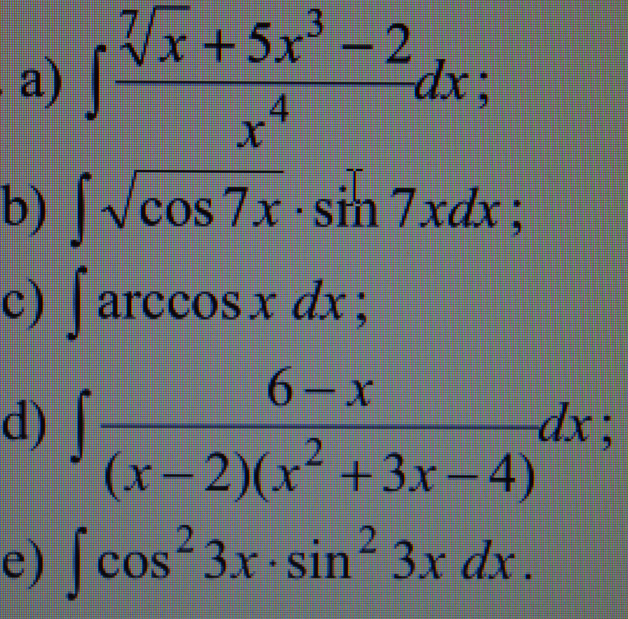 a) ∫ (⁷√x + 5x³ − 2)/x⁴ dx;
b) ∫ √(cos 7x) · sin 7x dx;
c) ∫ arccos x dx;
d) ∫ (6 − x)/((x − 2)(x² + 3x − 4)) dx;
e) ∫ cos² 3x · sin² 3x dx.